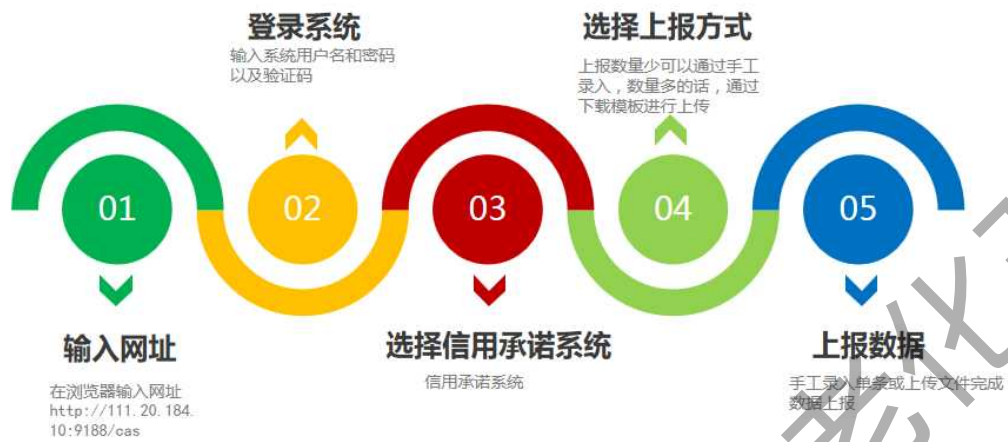 登录系统
输入系统用户名和密码
以及验证码
选择上报方式
上报数量少可以通过手工
录入，数量多的话，通过
下载模板进行上传
01
02
03
04
05
输入网址
在浏览器输入网址
http://111.20.184.
10:9188/cas
选择信用承诺系统
信用承诺系统
上报数据
手工录入单条或上传文件完成
数据上报